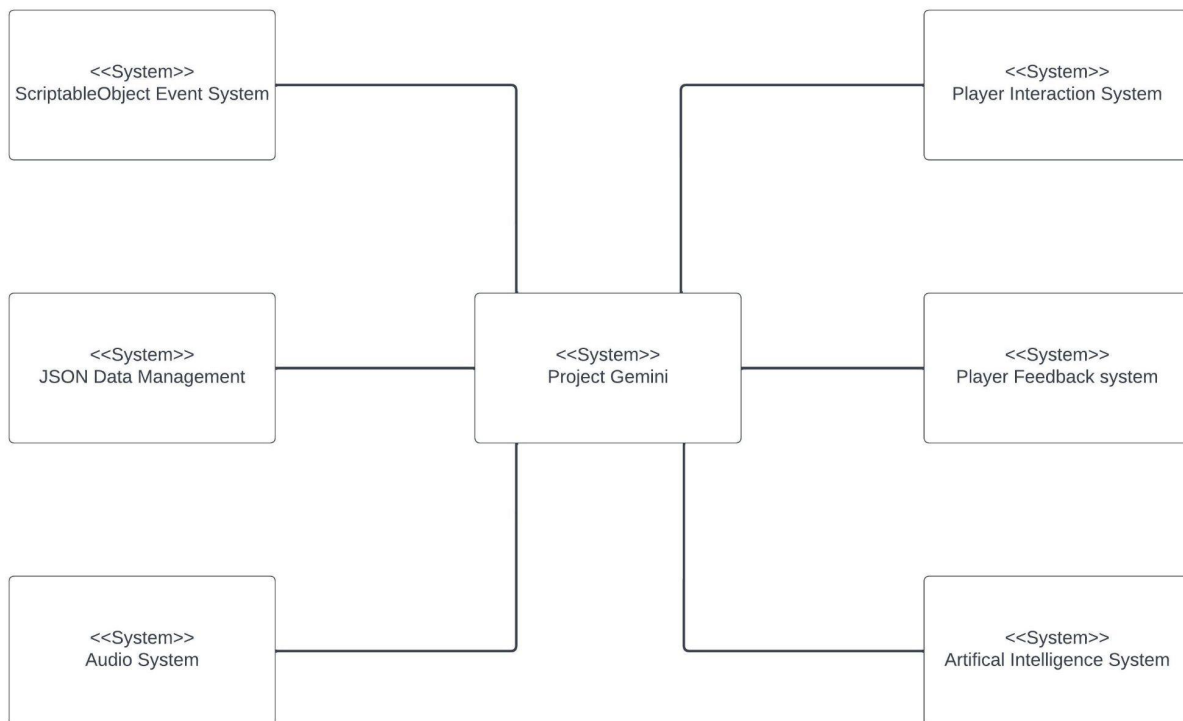 <<System>>
ScriptableObject Event System
<<System>>
Player Interaction System
<<System>>
JSON Data Management
<<System>>
Project Gemini
<<System>>
Player Feedback system
<<System>>
Audio System
<<System>>
Artifical Intelligence System